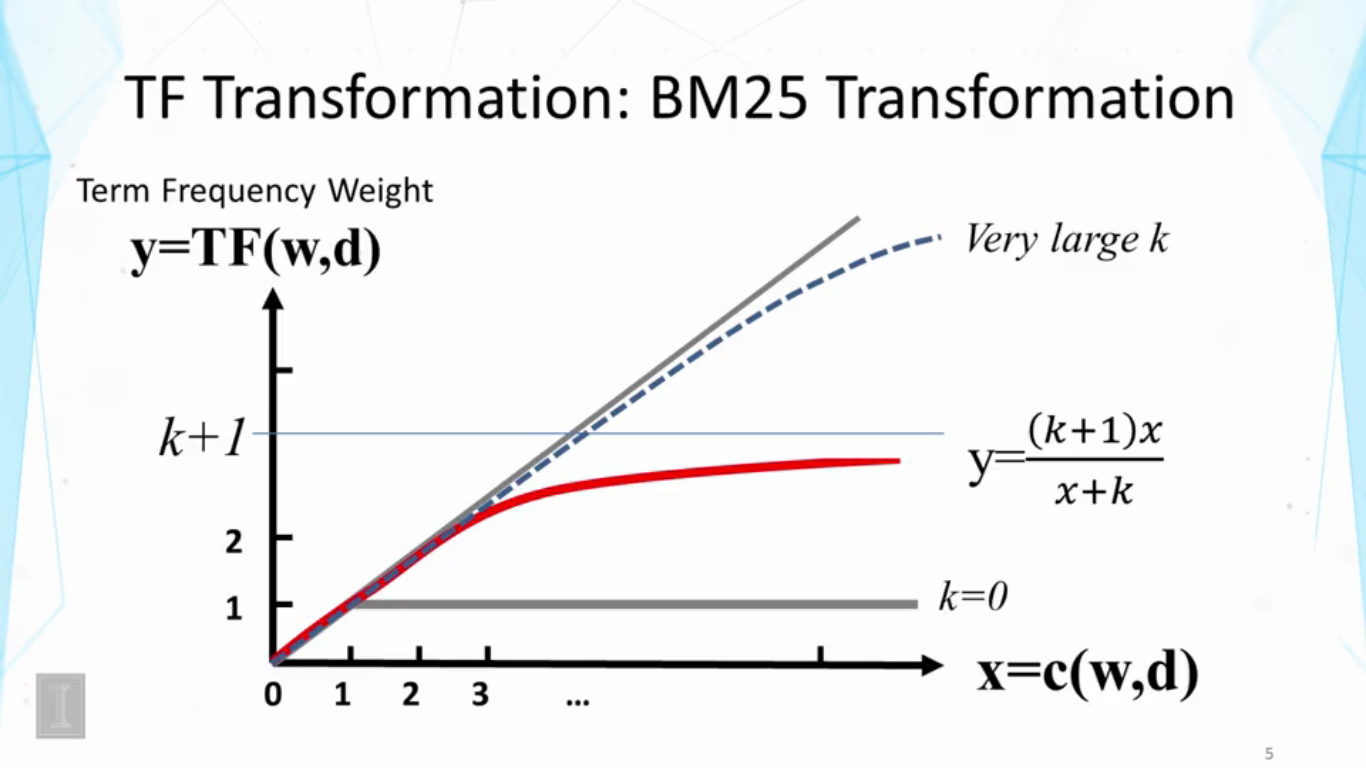 TF Transformation: BM25 Transformation
Term Frequency Weight
y=TF(w,d)
Very large k
k+1
y=(k+1)x
x+k
2
1
k=0
0 1 2 3 ...
x=c(w,d)
I
5